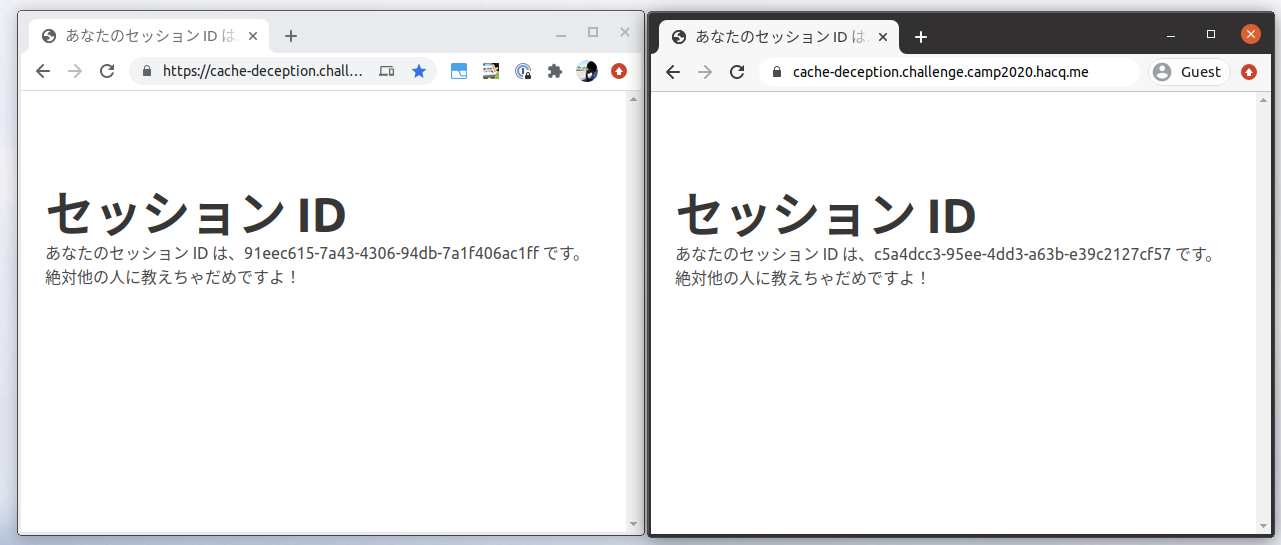 あなたのセッション ID は
https://cache-deception.chall…
セッション ID
あなたのセッション ID は、91eec615-7a43-4306-94db-7a1f406ac1ff です。
絶対他の人に教えちゃだめですよ！
あなたのセッション ID は
cache-deception.challenge.camp2020.hacq.me
Guest
セッション ID
あなたのセッション ID は、c5a4dcc3-95ee-4dd3-a63b-e39c2127cf57 です。
絶対他の人に教えちゃだめですよ！